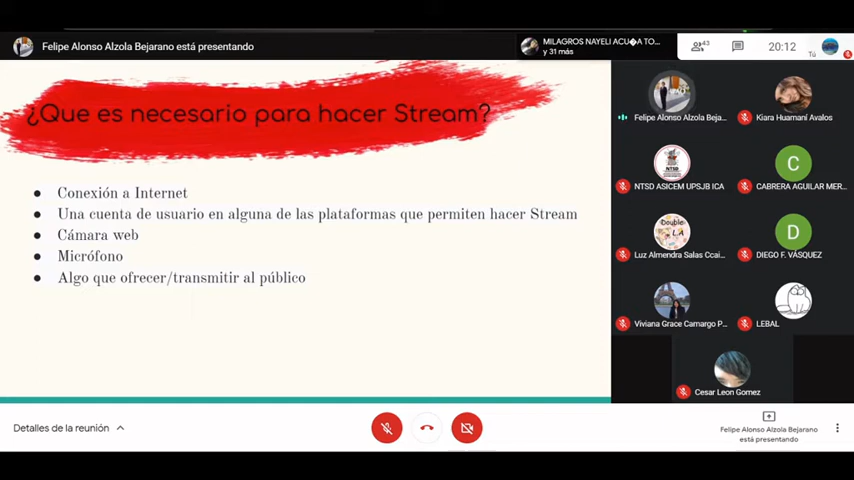 Felipe Alonso Alzola Bejarano está presentando
MILAGROS NAYELI ACU�A TO...
y 31 más
43
20:12
Tú
¿Que es necesario para hacer Stream?
● Conexión a Internet
● Una cuenta de usuario en alguna de las plataformas que permiten hacer Stream
● Cámara web
● Micrófono
● Algo que ofrecer/transmitir al público
Felipe Alonso Alzola Beja...
Kiara Huamaní Avalos
NTSD
NTSD ASICEM UPSJB ICA
C
CABRERA AGUILAR MER...
Double
L.A
Luz Almendra Salas Ccai...
D
DIEGO F. VÁSQUEZ
Viviana Grace Camargo P...
LEBAL
Cesar Leon Gomez
Detalles de la reunión
Felipe Alonso Alzola Bejarano
está presentando